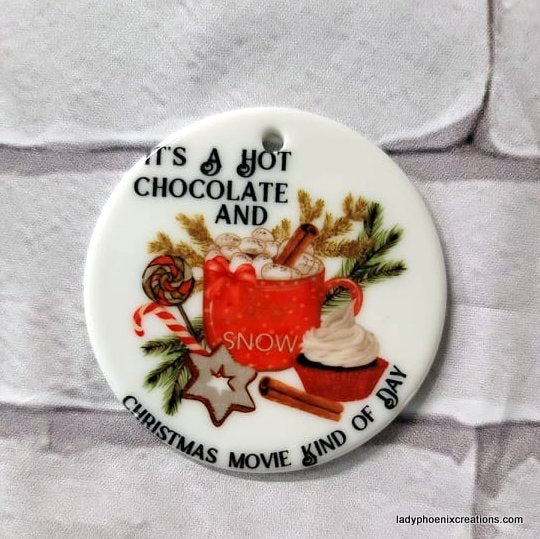 It's A Hot
Chocolate
and
SNOW
Christmas movie Kind of Day
ladyphoenixcreations.com